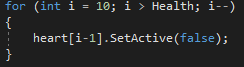 for (int i = 10; i > Health; i--)
{
    heart[i-1].SetActive(false);
}